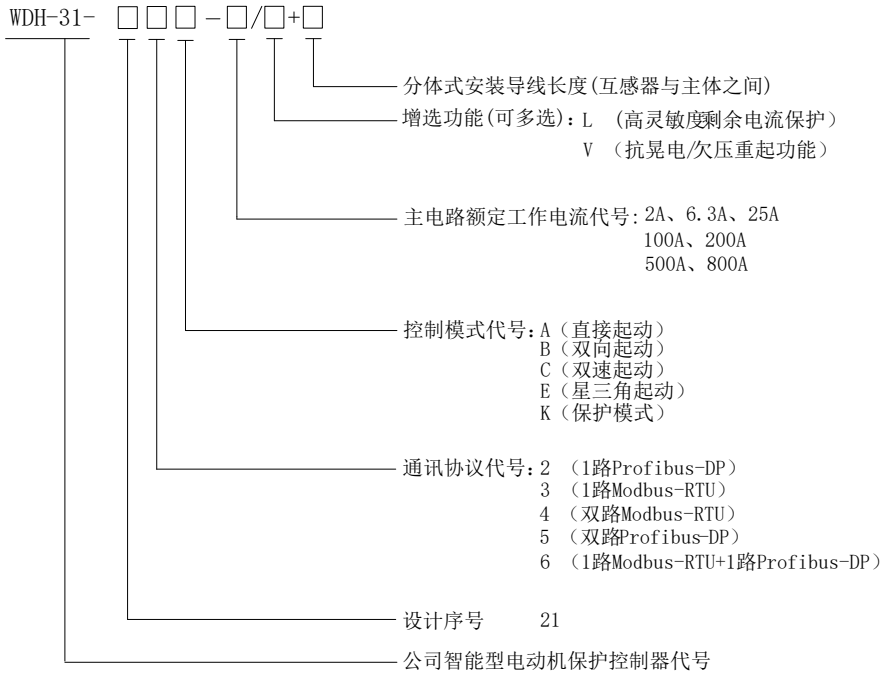 WDH-31- □□□－□/□+□
分体式安装导线长度(互感器与主体之间)
增选功能(可多选)：L （高灵敏度剩余电流保护）
V （抗晃电/欠压重起功能）
主电路额定工作电流代号：2A、6.3A、25A
100A、200A
500A、800A
控制模式代号：A（直接起动）
B（双向起动）
C（双速起动）
E（星三角起动）
K（保护模式）
通讯协议代号：2 （1路Profibus-DP）
3 （1路Modbus-RTU）
4 （双路Modbus-RTU）
5 （双路Profibus-DP）
6 （1路Modbus-RTU+1路Profibus-DP）
设计序号 21
公司智能型电动机保护控制器代号